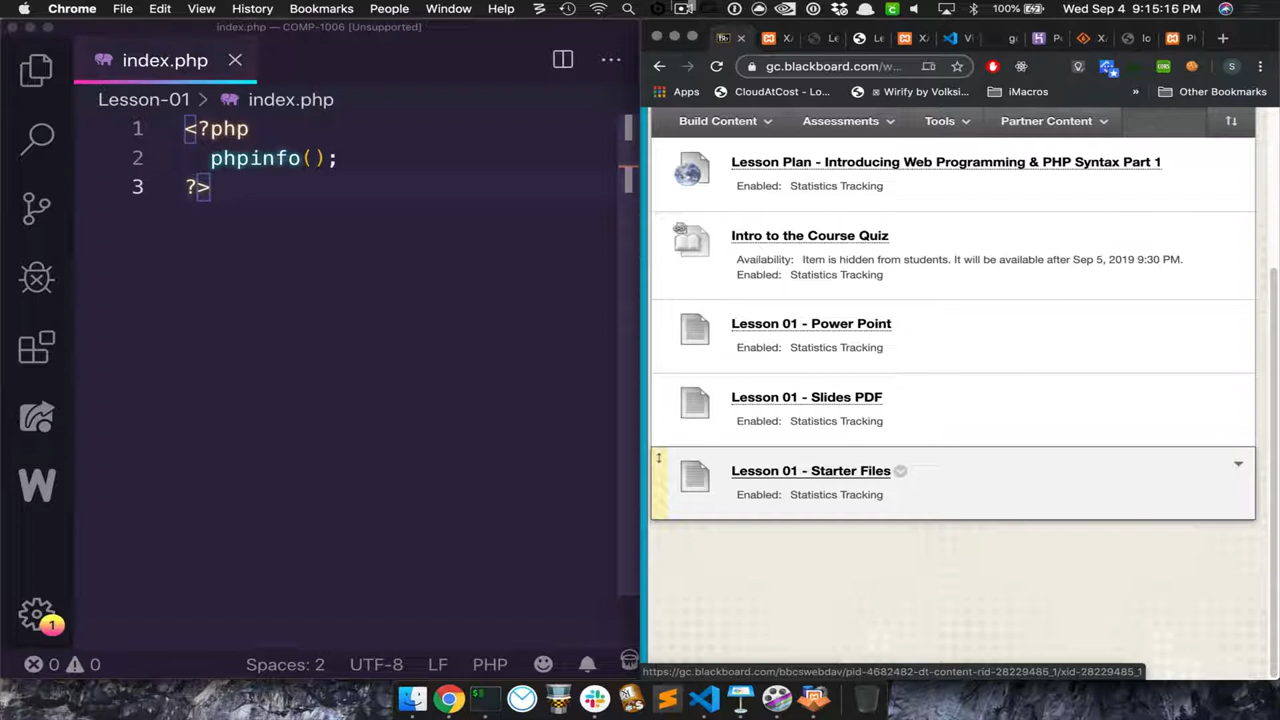 Chrome File Edit View History Bookmarks People Window Help 100% Wed Sep 4 9:15:16 PM
index.php — COMP-1006 [Unsupported]
index.php
Lesson-01 > index.php
1 <?php
2 phpinfo();
3 ?>
1
0 0 Spaces: 2 UTF-8 LF PHP
gc.blackboard.com/w...
S
Apps CloudAtCost - Lo... Wirify by Volksi... iMacros » Other Bookmarks
Build Content Assessments Tools Partner Content
Lesson Plan - Introducing Web Programming & PHP Syntax Part 1
Enabled: Statistics Tracking
Intro to the Course Quiz
Availability: Item is hidden from students. It will be available after Sep 5, 2019 9:30 PM.
Enabled: Statistics Tracking
Lesson 01 - Power Point
Enabled: Statistics Tracking
Lesson 01 - Slides PDF
Enabled: Statistics Tracking
Lesson 01 - Starter Files
Enabled: Statistics Tracking
https://gc.blackboard.com/bbcswebdav/pid-4682482-dt-content-rid-28229485_1/xid-28229485_1